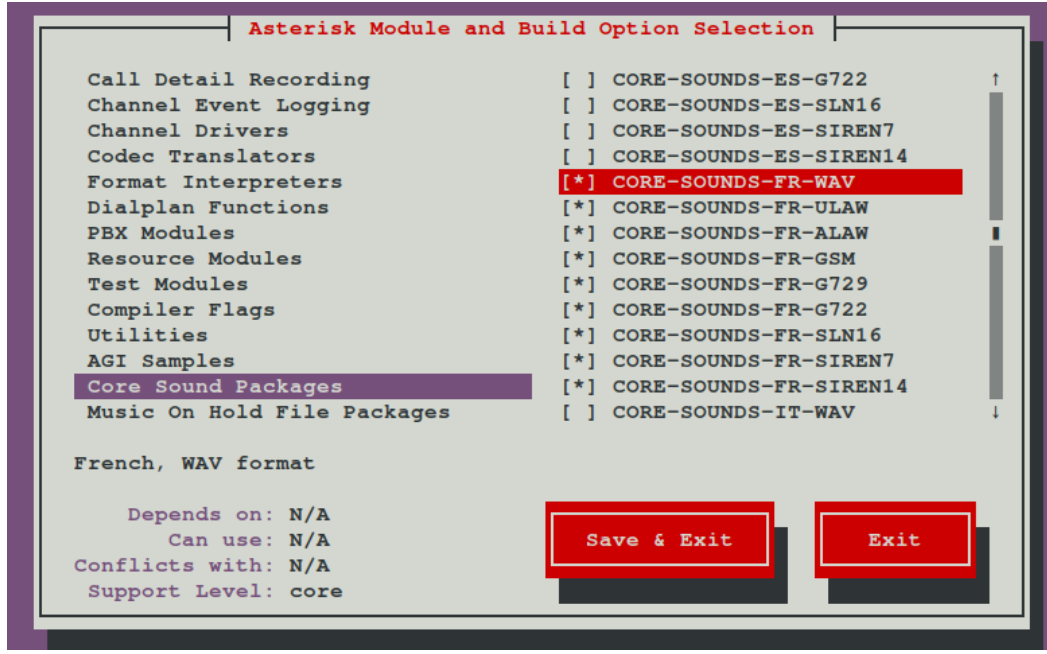 Asterisk Module and Build Option Selection
Call Detail Recording [ ] CORE-SOUNDS-ES-G722 ↑
Channel Event Logging [ ] CORE-SOUNDS-ES-SLN16
Channel Drivers [ ] CORE-SOUNDS-ES-SIREN7
Codec Translators [ ] CORE-SOUNDS-ES-SIREN14
Format Interpreters [*] CORE-SOUNDS-FR-WAV
Dialplan Functions [*] CORE-SOUNDS-FR-ULAW
PBX Modules [*] CORE-SOUNDS-FR-ALAW
Resource Modules [*] CORE-SOUNDS-FR-GSM
Test Modules [*] CORE-SOUNDS-FR-G729
Compiler Flags [*] CORE-SOUNDS-FR-G722
Utilities [*] CORE-SOUNDS-FR-SLN16
AGI Samples [*] CORE-SOUNDS-FR-SIREN7
Core Sound Packages [*] CORE-SOUNDS-FR-SIREN14
Music On Hold File Packages [ ] CORE-SOUNDS-IT-WAV ↓
French, WAV format
Depends on: N/A
Can use: N/A
Conflicts with: N/A
Support Level: core
Save & Exit
Exit